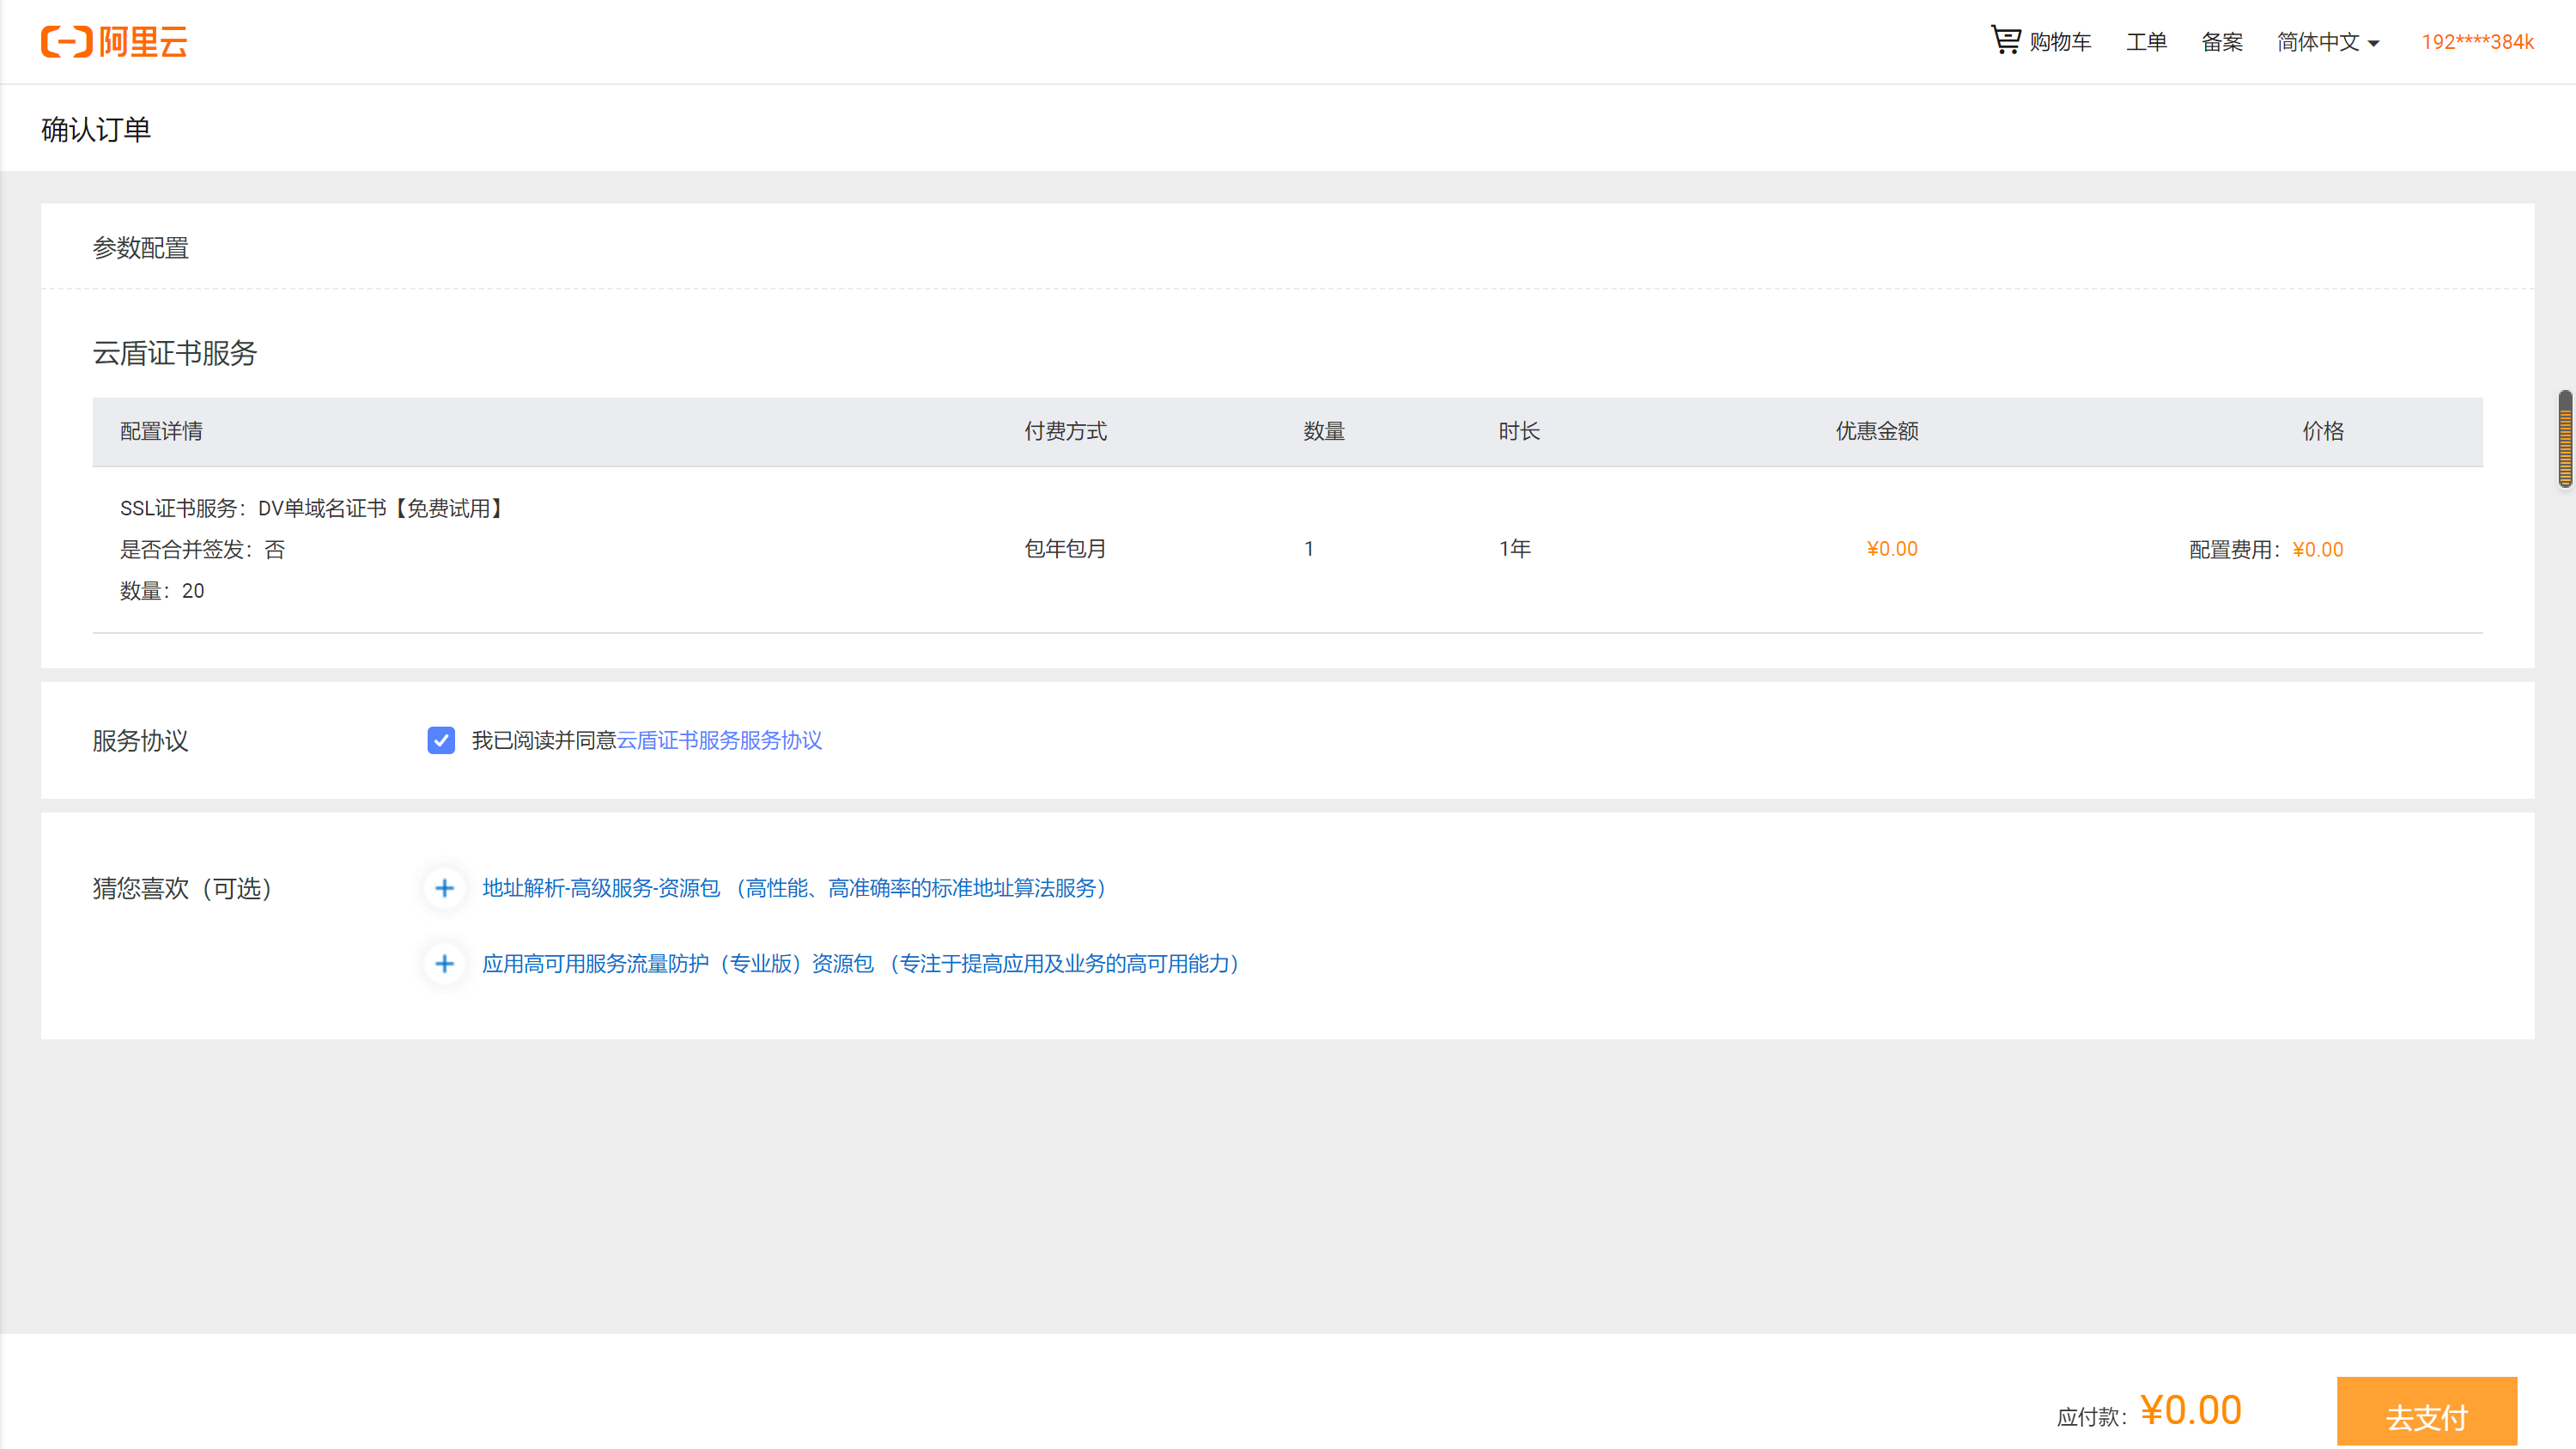 阿里云
购物车 工单 备案 简体中文 192****384k
确认订单
参数配置
云盾证书服务
配置详情 付费方式 数量 时长 优惠金额 价格
SSL证书服务：DV单域名证书【免费试用】
是否合并签发：否
数量：20
包年包月 1 1年 ¥0.00 配置费用：¥0.00
服务协议 我已阅读并同意云盾证书服务服务协议
猜您喜欢（可选） 地址解析-高级服务-资源包 （高性能、高准确率的标准地址算法服务）
应用高可用服务流量防护（专业版）资源包 （专注于提高应用及业务的高可用能力）
应付款：¥0.00 去支付